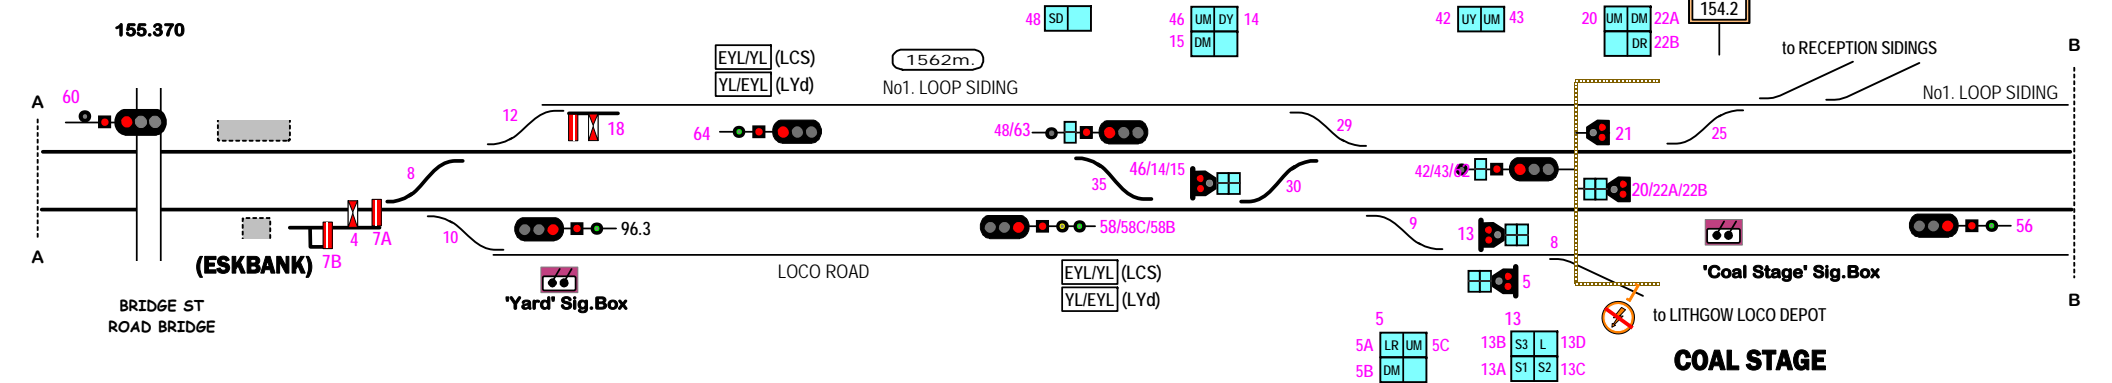 48 SD
46 UM DY 14
15 DM
42 UY UM 43
20 UM DM 22A
DR 22B
154.2
155.370
EYL/YL (LCS)
YL/EYL (LYd)
1562m.
No1. LOOP SIDING
to RECEPTION SIDINGS
No1. LOOP SIDING
A
B
60
12
18
64
48/63
29
21
25
8
35
46/14/15
30
42/43/62
20/22A/22B
4
7A
7B
10
96.3
58/58C/58B
9
13
8
56
A
(ESKBANK)
'Yard' Sig.Box
LOCO ROAD
EYL/YL (LCS)
YL/EYL (LYd)
5
'Coal Stage' Sig.Box
B
BRIDGE ST
ROAD BRIDGE
to LITHGOW LOCO DEPOT
5
13
5A LR UM 5C
5B DM
13B S3 L 13D
13A S1 S2 13C
COAL STAGE